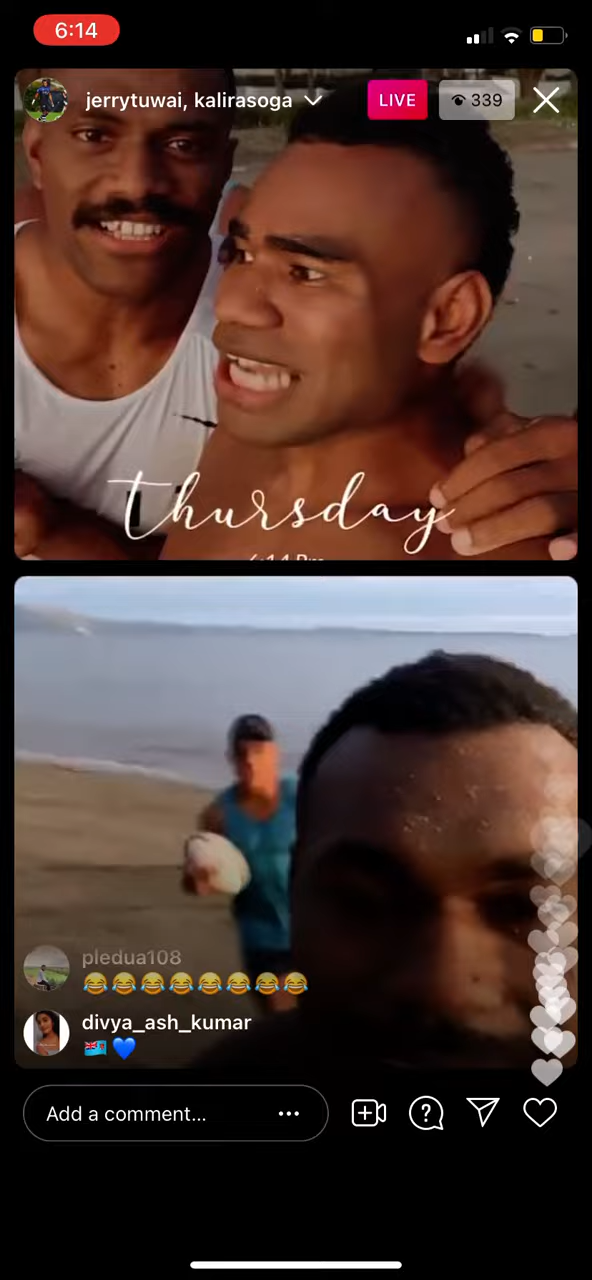 6:14
jerrytuwai, kalirasoga
LIVE
339
thursday
pledua108
😂😂😂😂😂😂😂😂
divya_ash_kumar
🇫🇯 💙
Add a comment...